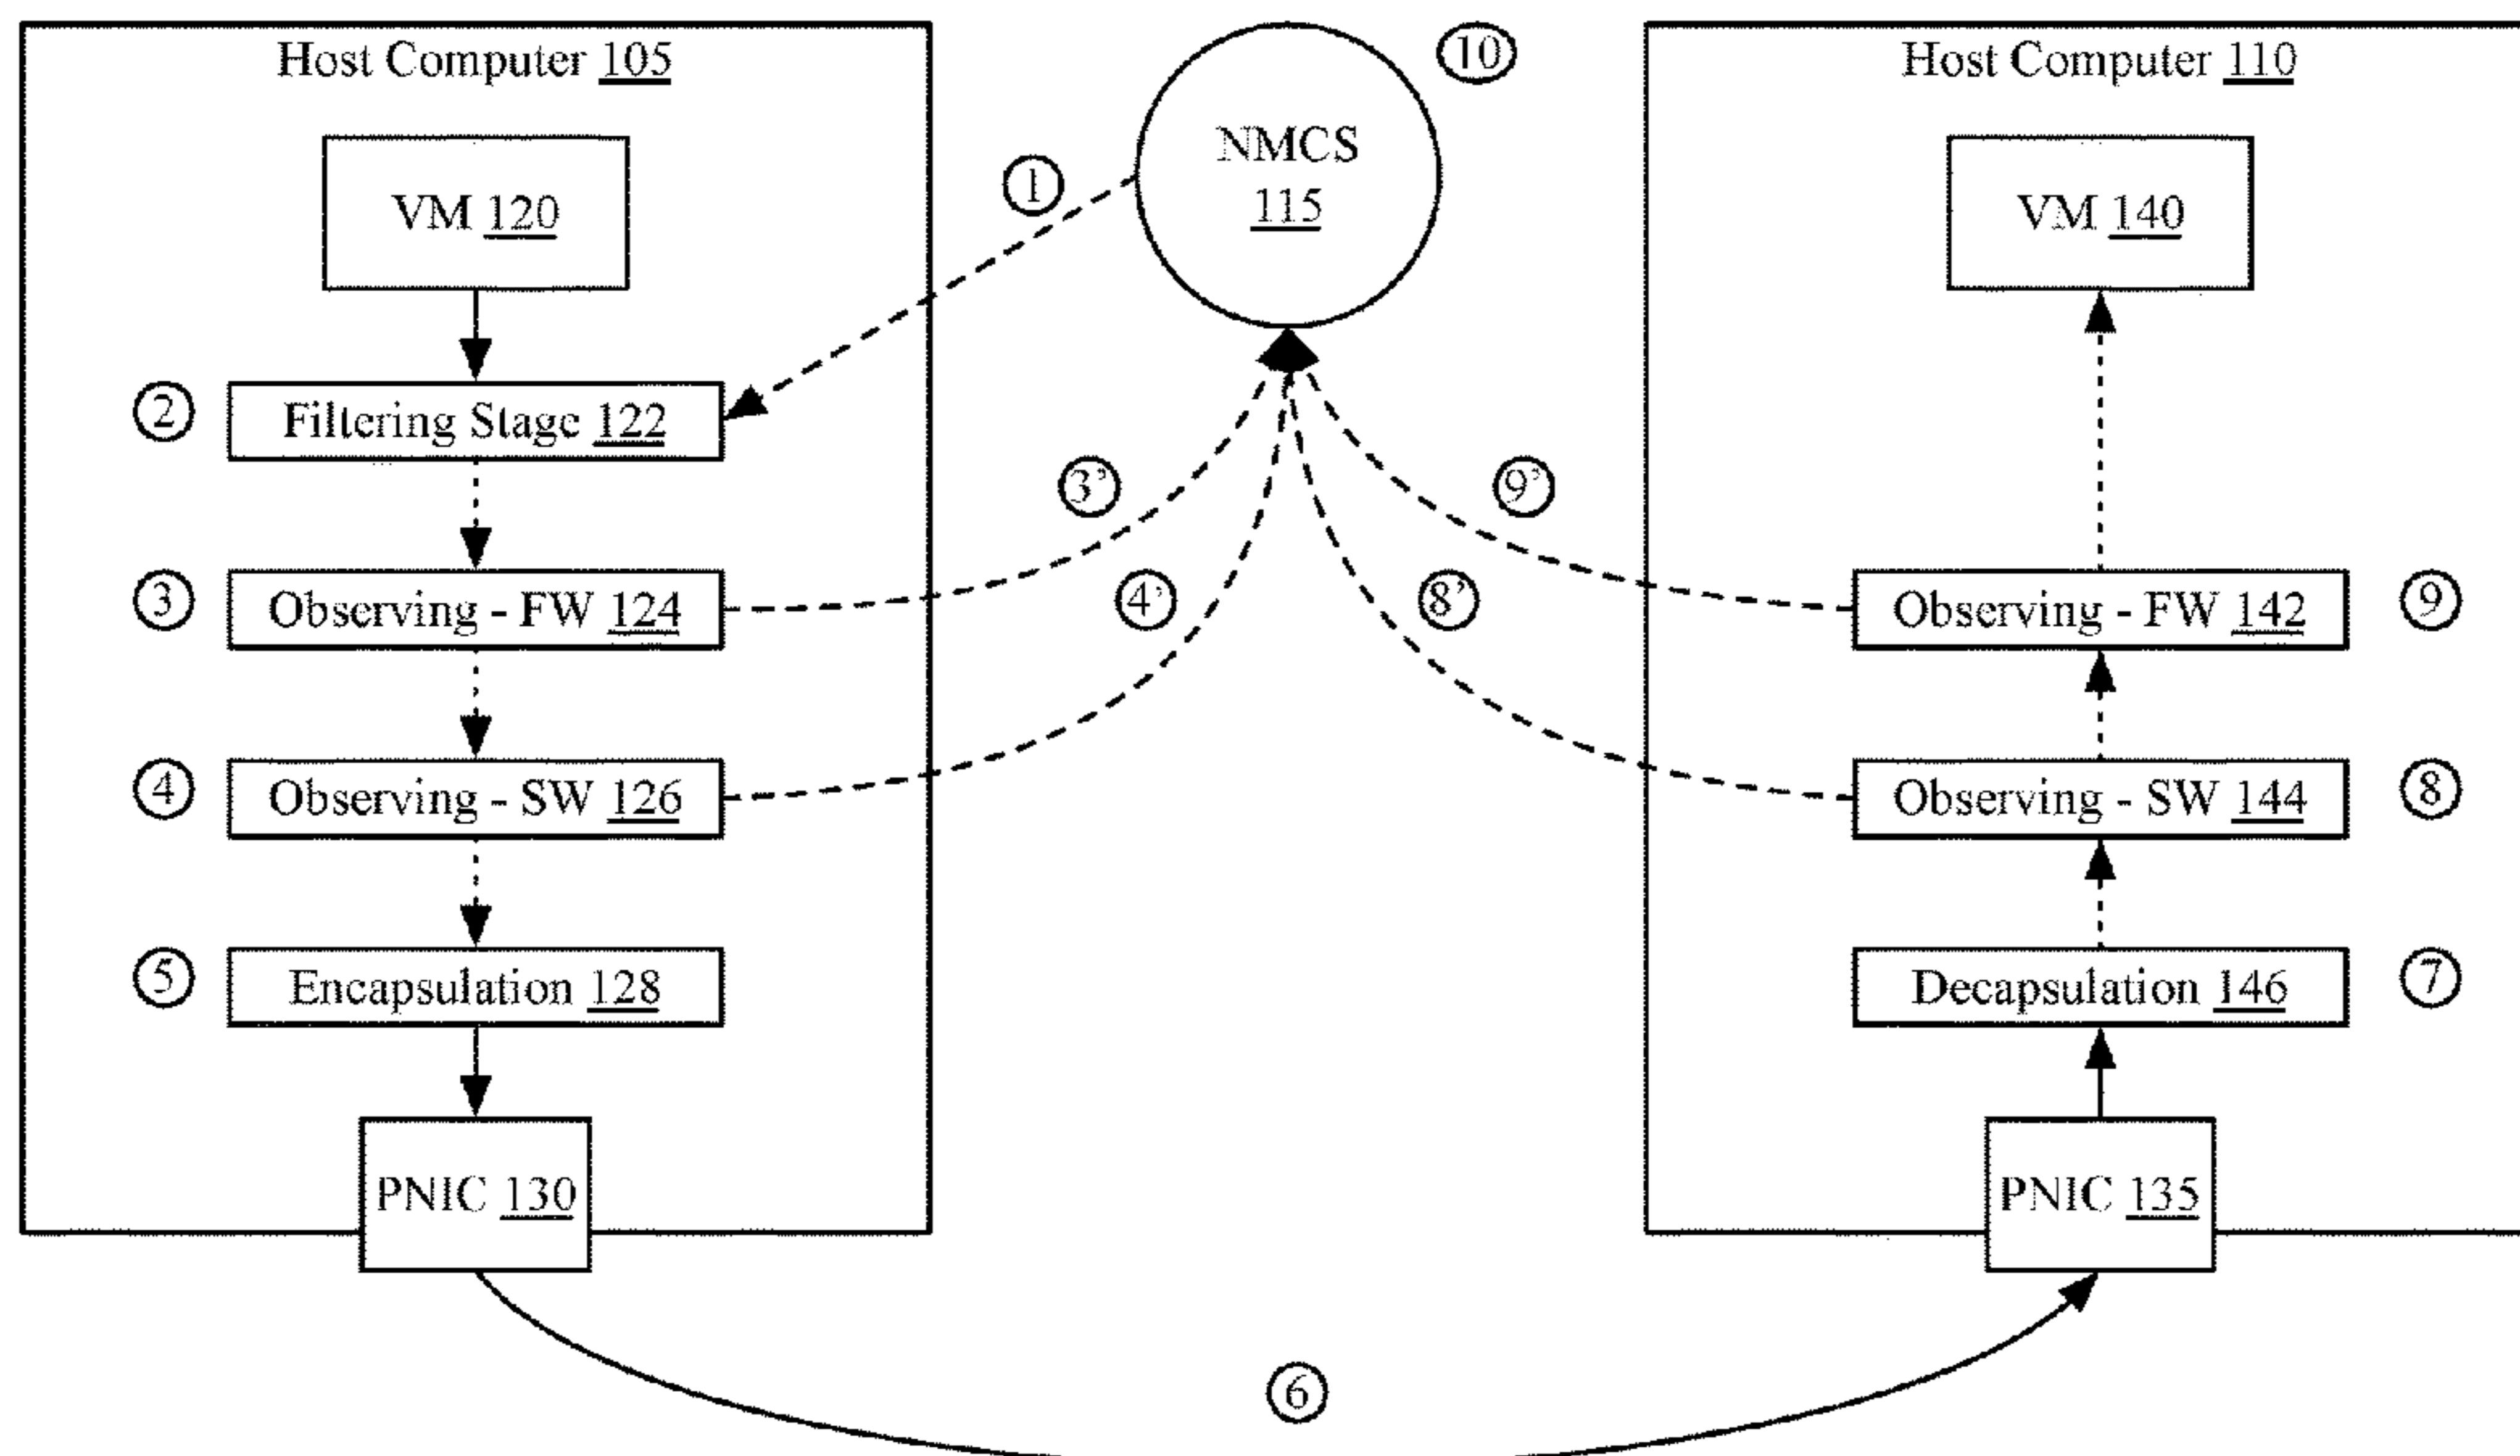 Host Computer 105
10
Host Computer 110
NMCS
115
1
VM 120
VM 140
2
Filtering Stage 122
3'
9'
3
Observing - FW 124
4'
8'
Observing - FW 142
9
4
Observing - SW 126
Observing - SW 144
8
5
Encapsulation 128
Decapsulation 146
7
PNIC 130
PNIC 135
6